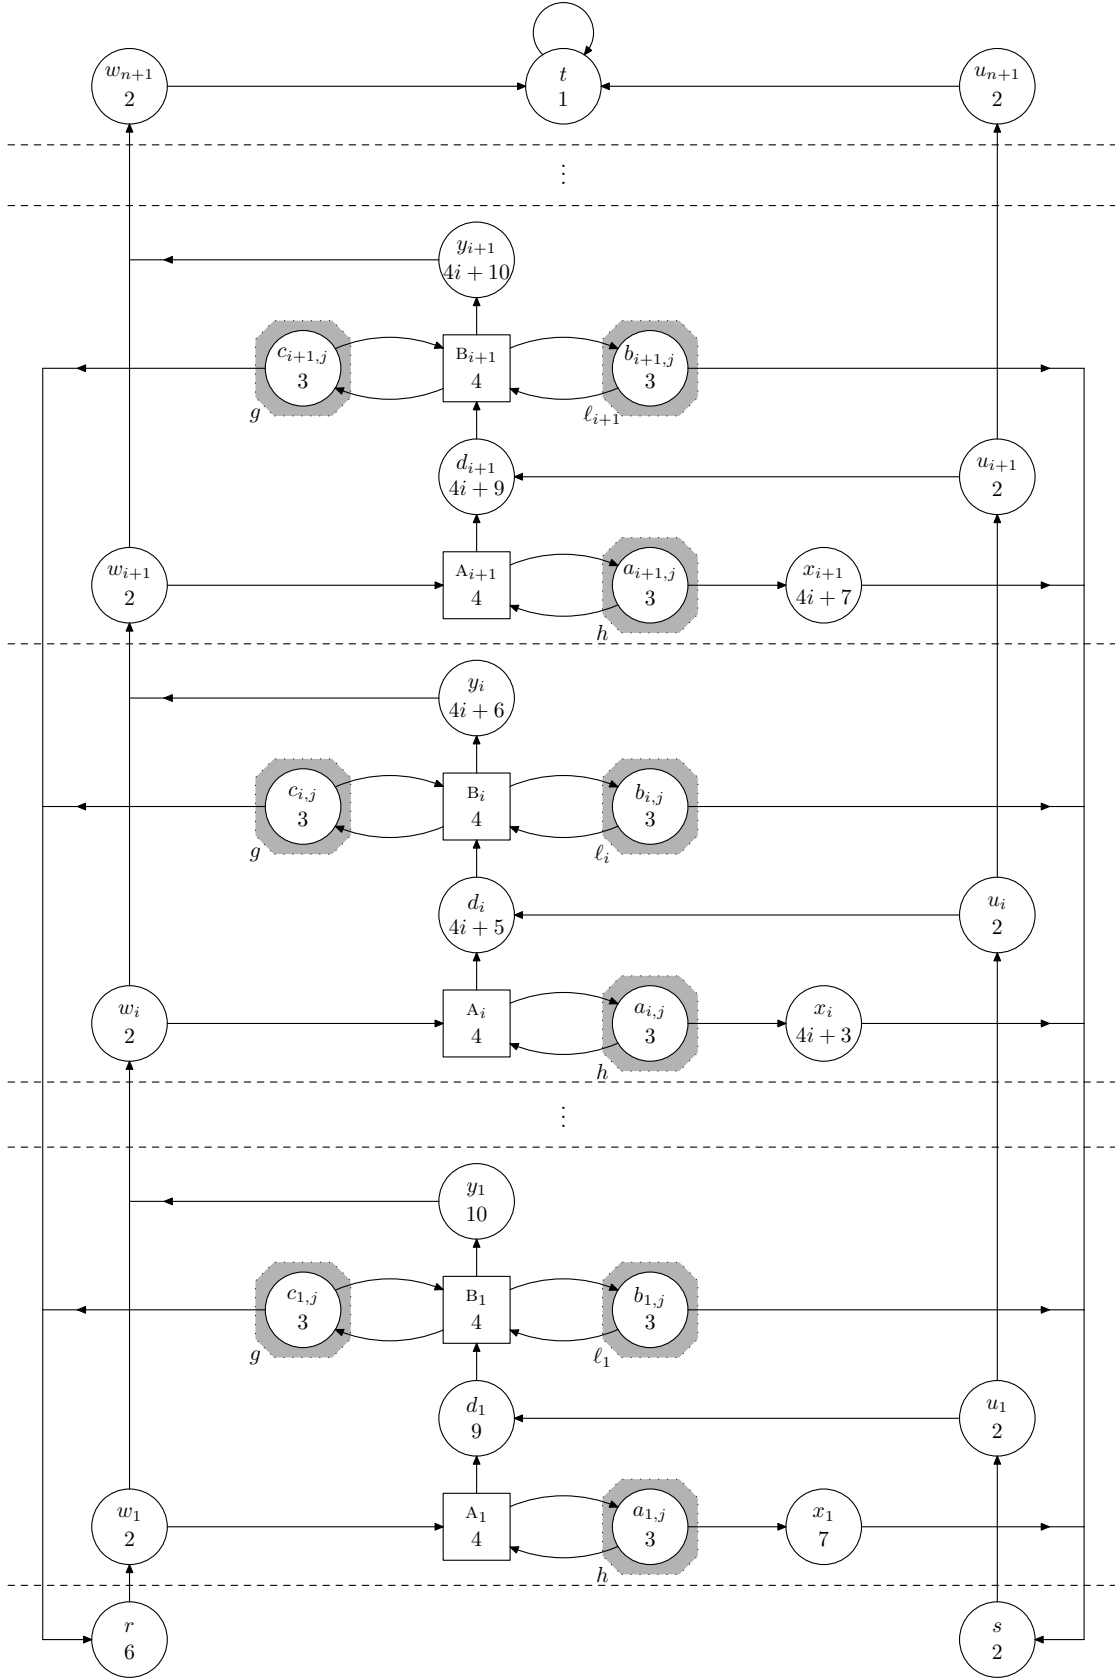 w_{n+1}
2
t
1
u_{n+1}
2
⋮
y_{i+1}
4i + 10
c_{i+1,j}
3
g
B_{i+1}
4
b_{i+1,j}
3
ℓ_{i+1}
d_{i+1}
4i + 9
u_{i+1}
2
w_{i+1}
2
A_{i+1}
4
a_{i+1,j}
3
h
x_{i+1}
4i + 7
y_i
4i + 6
c_{i,j}
3
g
B_i
4
b_{i,j}
3
ℓ_i
d_i
4i + 5
u_i
2
w_i
2
A_i
4
a_{i,j}
3
h
x_i
4i + 3
⋮
y_1
10
c_{1,j}
3
g
B_1
4
b_{1,j}
3
ℓ_1
d_1
9
u_1
2
w_1
2
A_1
4
a_{1,j}
3
h
x_1
7
r
6
s
2